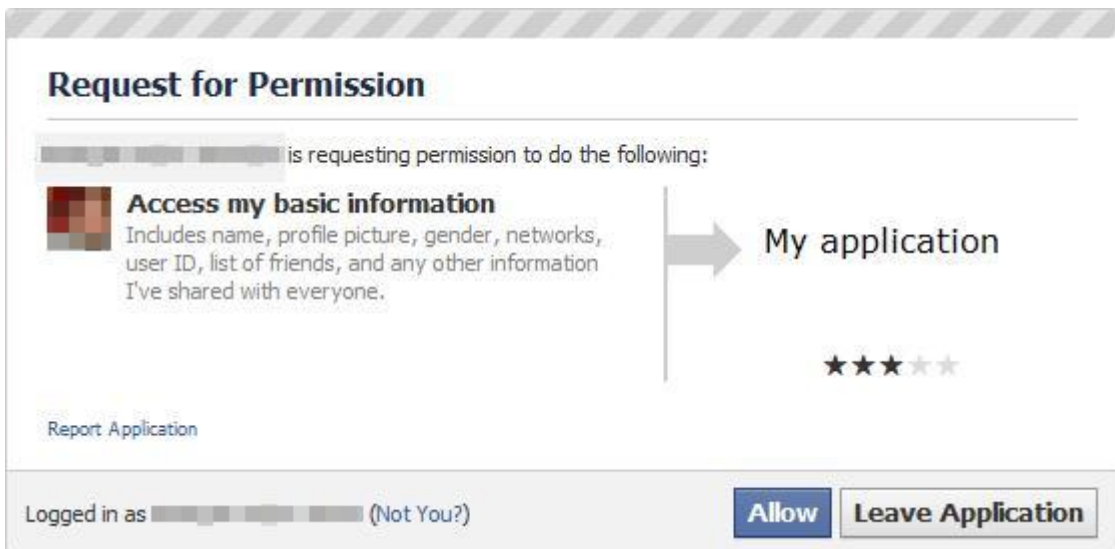 Request for Permission
is requesting permission to do the following:
Access my basic information
Includes name, profile picture, gender, networks,
user ID, list of friends, and any other information
I've shared with everyone.
My application
Report Application
Logged in as (Not You?)
Allow
Leave Application